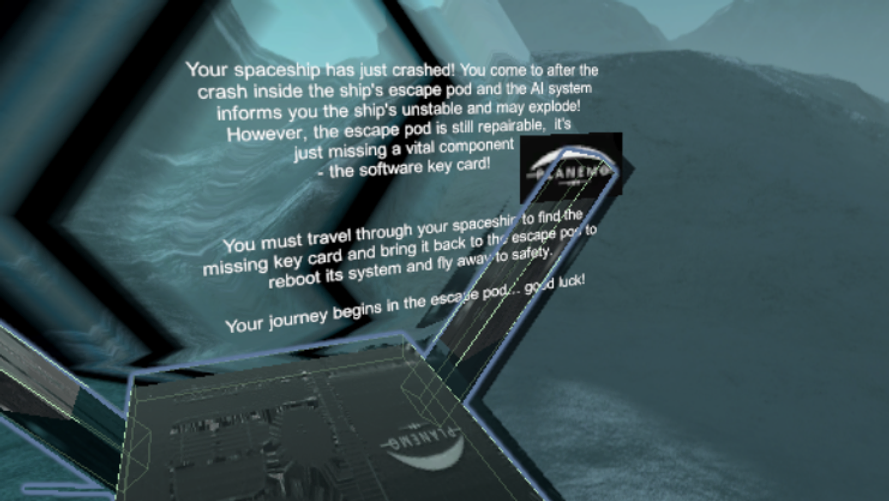 Your spaceship has just crashed! You come to after the
crash inside the ship's escape pod and the AI system
informs you the ship's unstable and may explode!
However, the escape pod is still repairable, it's
just missing a vital component
- the software key card!
PLANEMO
You must travel through your spaceship to find the
missing key card and bring it back to the escape pod to
reboot its system and fly away to safety.
Your journey begins in the escape pod... good luck!
PLANEMO